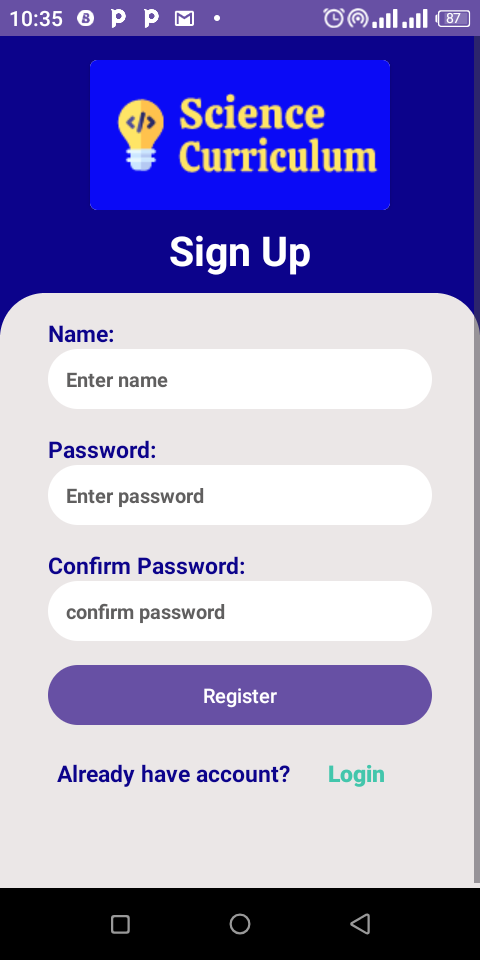 10:35
87
</>
Science
Curriculum
Sign Up
Name:
Enter name
Password:
Enter password
Confirm Password:
confirm password
Register
Already have account? Login